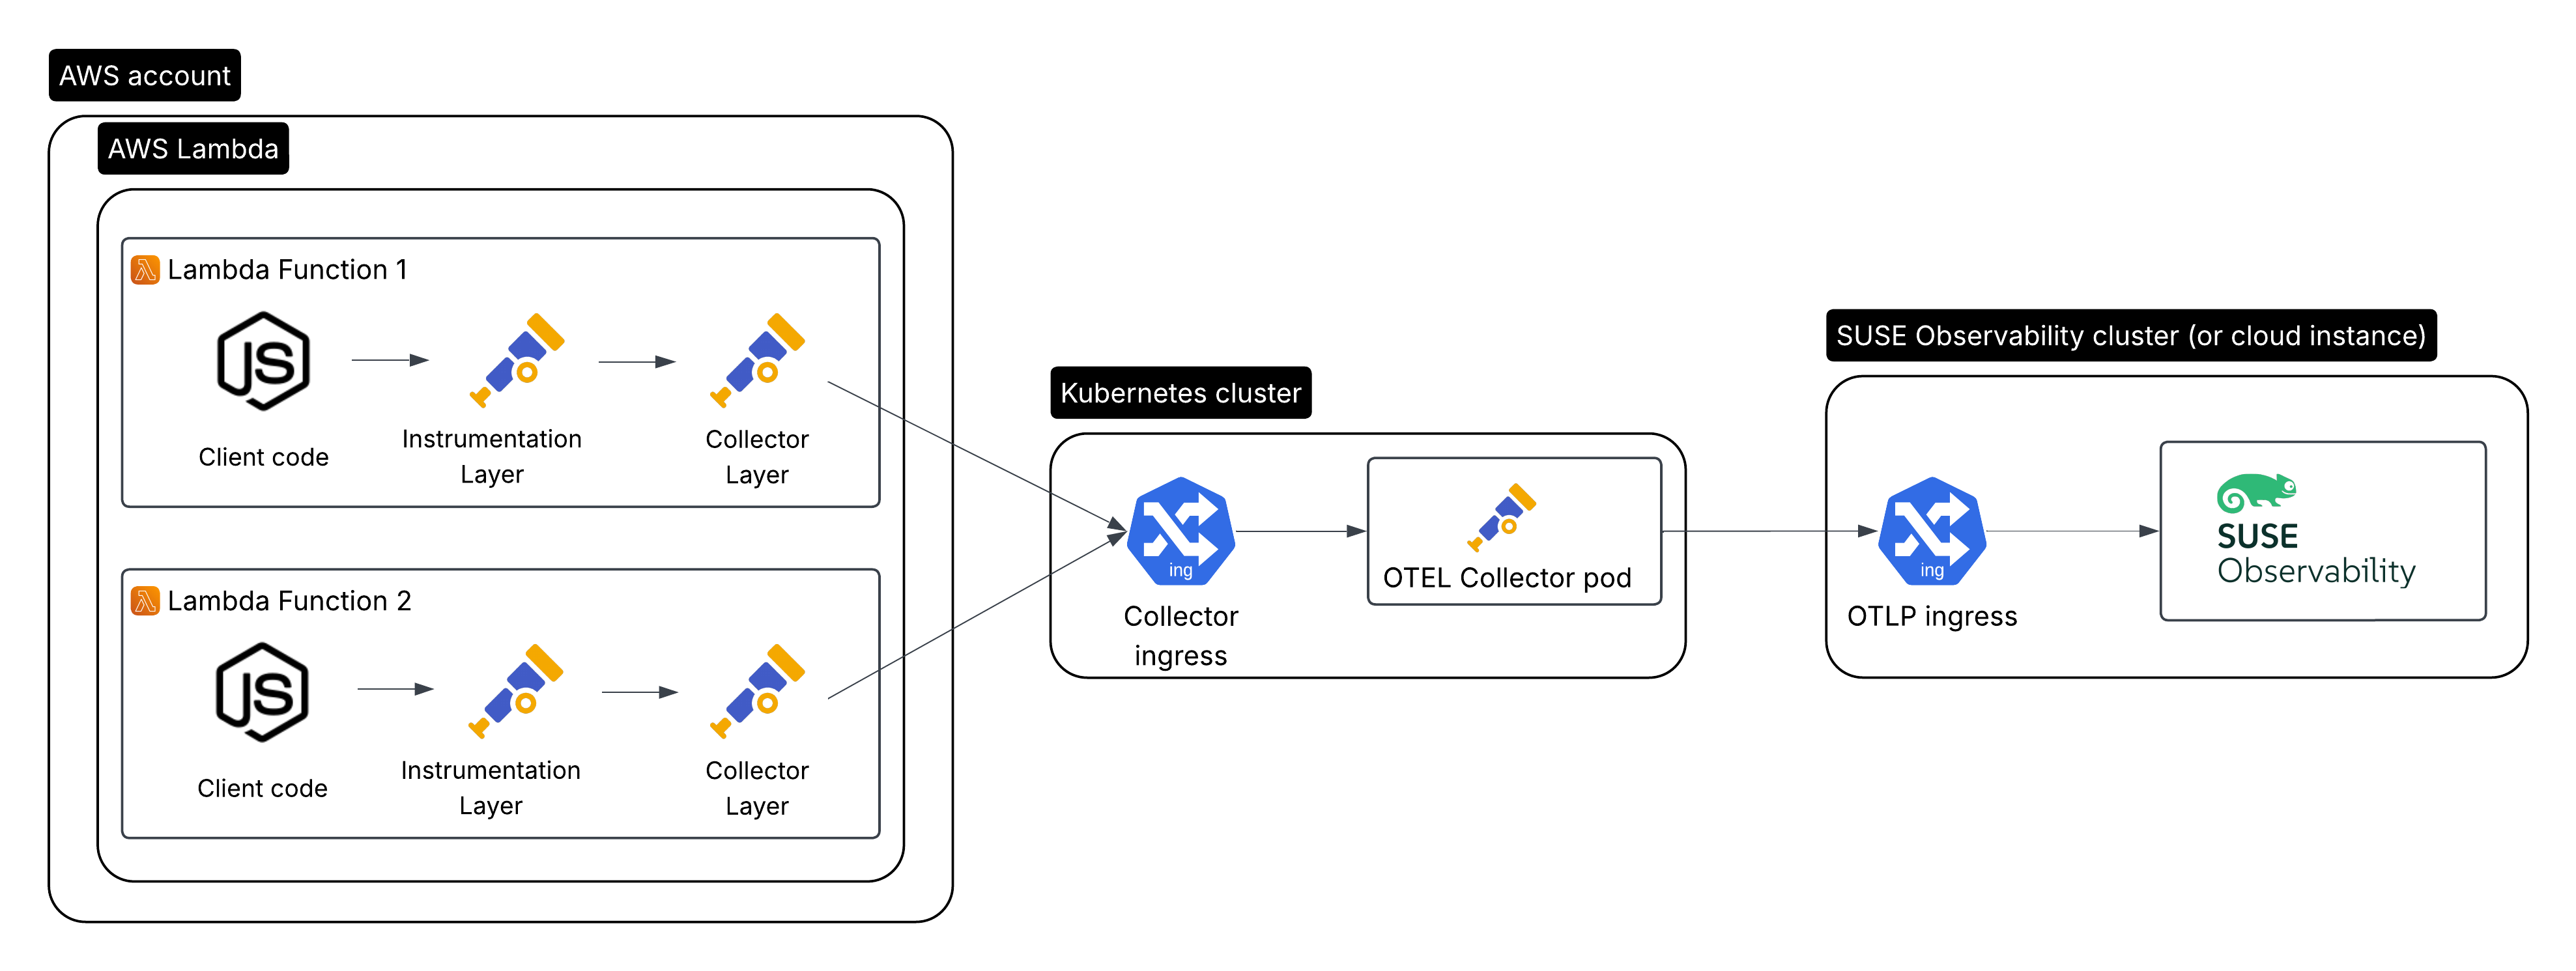 AWS account
AWS Lambda
Lambda Function 1
JS
Client code
Instrumentation
Layer
Collector
Layer
Lambda Function 2
JS
Client code
Instrumentation
Layer
Collector
Layer
Kubernetes cluster
ing
Collector
ingress
OTEL Collector pod
SUSE Observability cluster (or cloud instance)
ing
OTLP ingress
SUSE
Observability